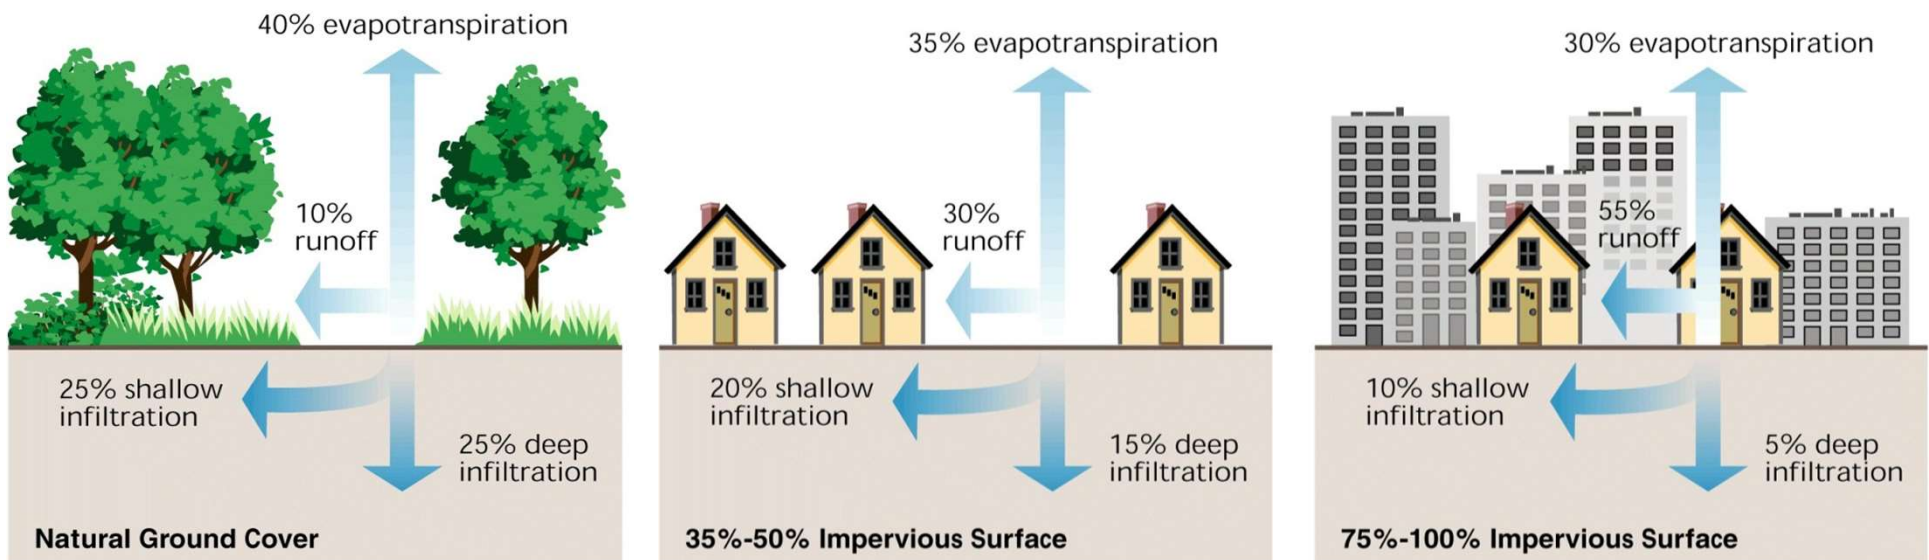 40% evapotranspiration
10%
runoff
25% shallow
infiltration
25% deep
infiltration
Natural Ground Cover
35% evapotranspiration
30%
runoff
20% shallow
infiltration
15% deep
infiltration
35%-50% Impervious Surface
30% evapotranspiration
55%
runoff
10% shallow
infiltration
5% deep
infiltration
75%-100% Impervious Surface